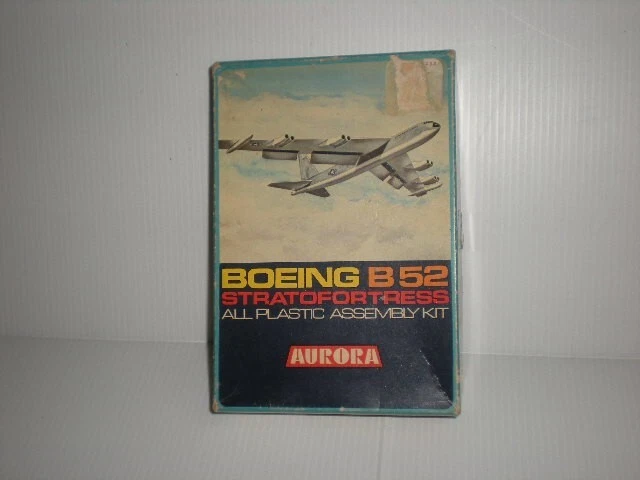 BOEING B 52
STRATOFORTRESS
ALL PLASTIC ASSEMBLY KIT
AURORA